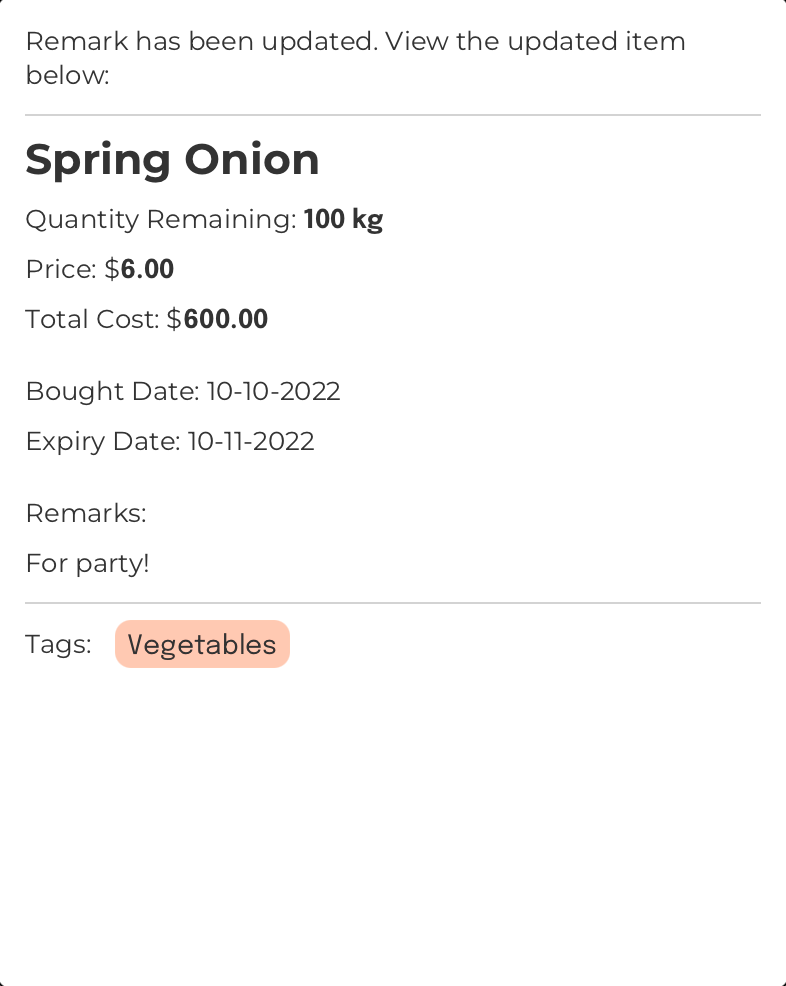 Remark has been updated. View the updated item
below:
Spring Onion
Quantity Remaining: 100 kg
Price: $6.00
Total Cost: $600.00
Bought Date: 10-10-2022
Expiry Date: 10-11-2022
Remarks:
For party!
Tags: Vegetables